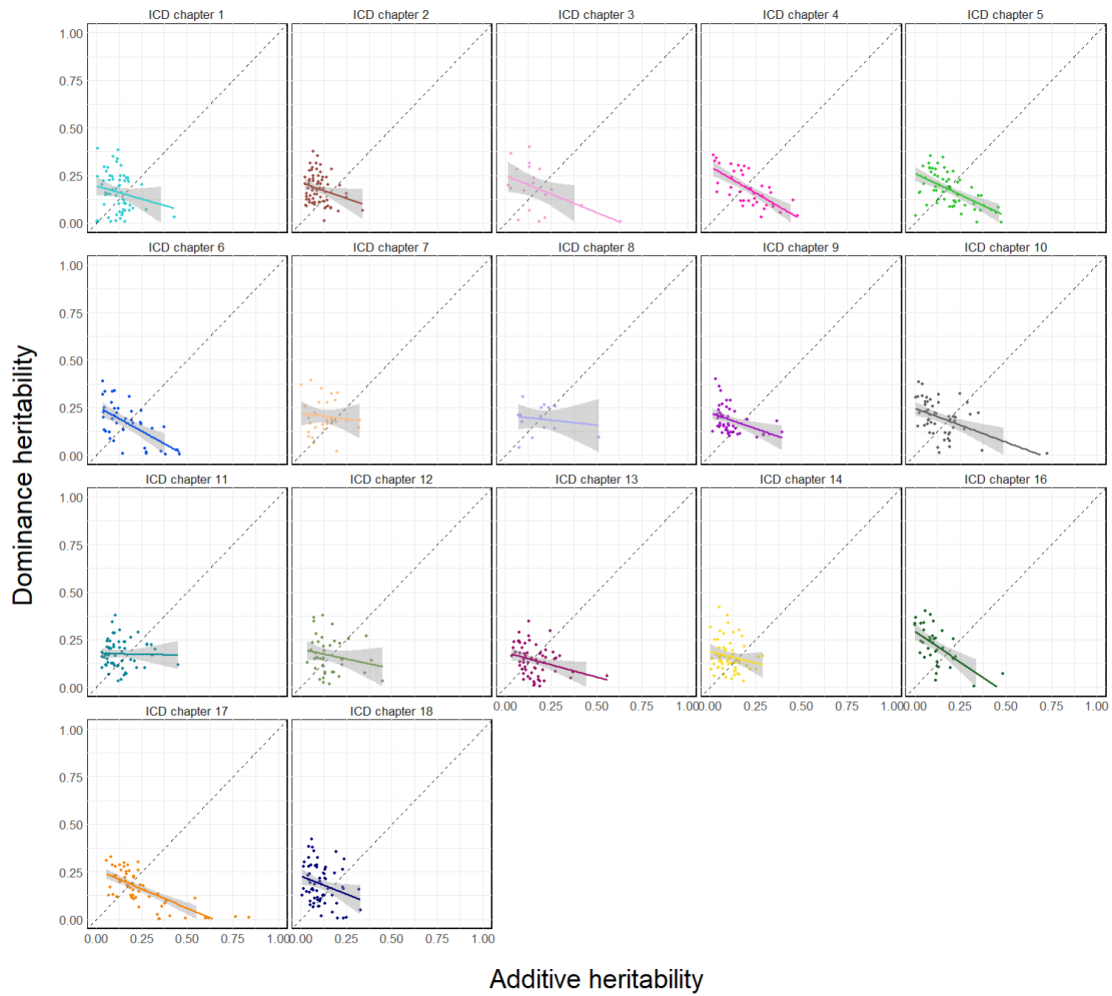 ICD chapter 1 ICD chapter 2 ICD chapter 3 ICD chapter 4 ICD chapter 5
1.00
0.75
0.50
0.25
0.00
ICD chapter 6 ICD chapter 7 ICD chapter 8 ICD chapter 9 ICD chapter 10
1.00
0.75
0.50
0.25
0.00
ICD chapter 11 ICD chapter 12 ICD chapter 13 ICD chapter 14 ICD chapter 16
1.00
0.75
0.50
0.25
0.00
0.00 0.25 0.50 0.75 1.00 0.00 0.25 0.50 0.75 1.00 0.00 0.25 0.50 0.75 1.00
ICD chapter 17 ICD chapter 18
1.00
0.75
0.50
0.25
0.00
0.00 0.25 0.50 0.75 1.00 0.00 0.25 0.50 0.75 1.00
Dominance heritability
Additive heritability